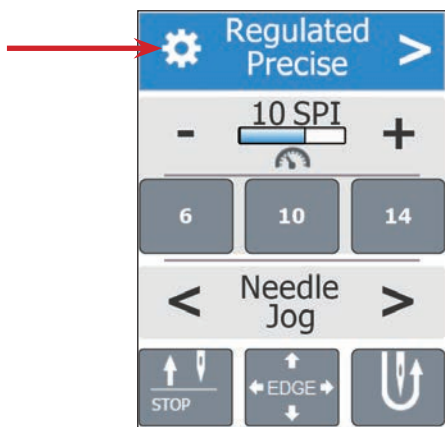 Regulated
Precise
>
- 10 SPI +
6 10 14
< Needle >
Jog
STOP
EDGE